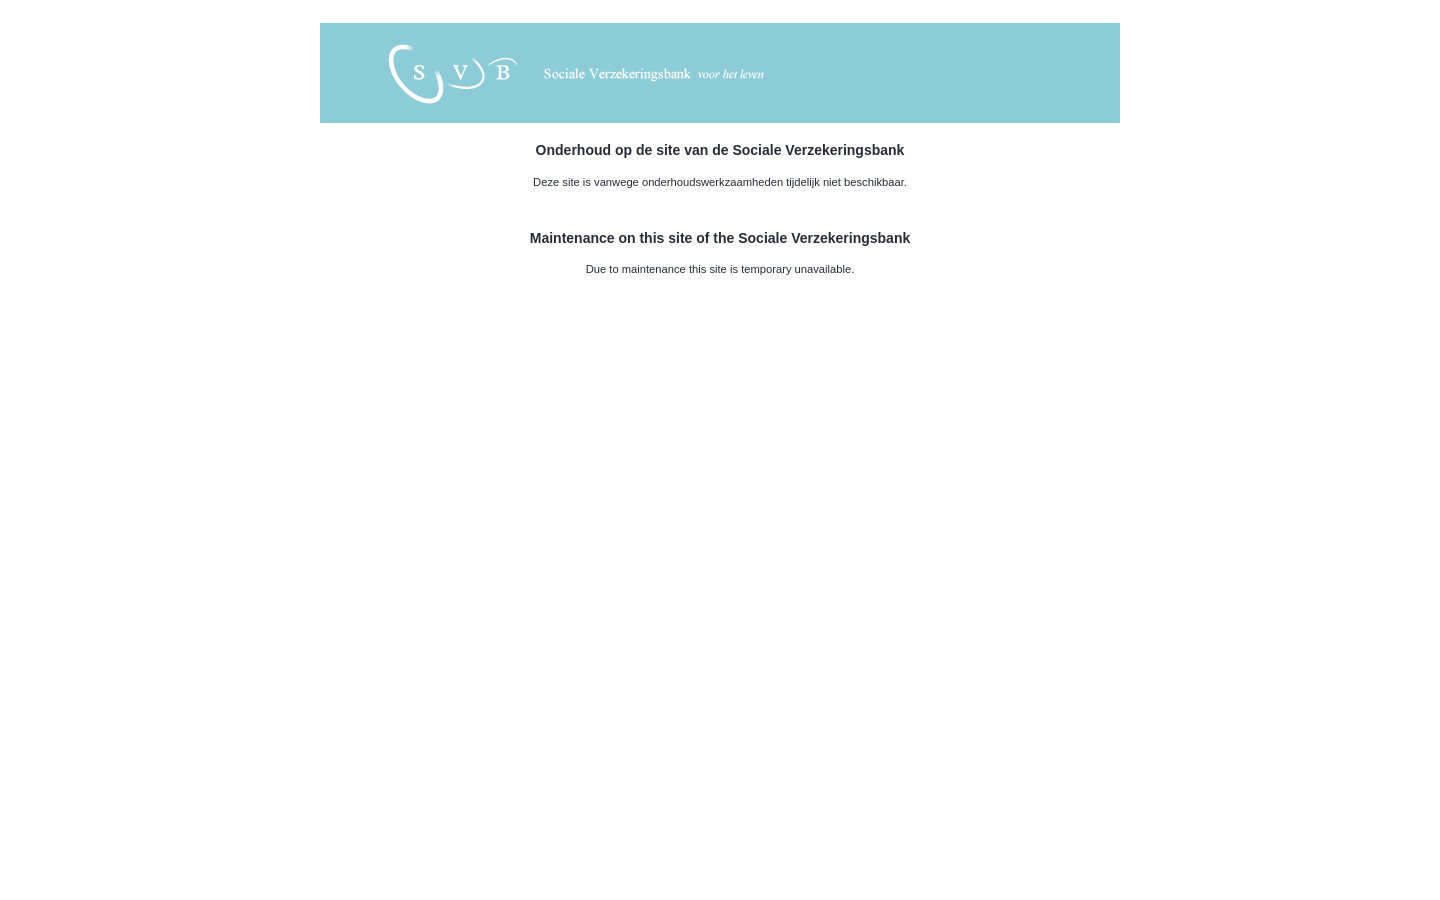 S V B Sociale Verzekeringsbank voor het leven
Onderhoud op de site van de Sociale Verzekeringsbank
Deze site is vanwege onderhoudswerkzaamheden tijdelijk niet beschikbaar.
Maintenance on this site of the Sociale Verzekeringsbank
Due to maintenance this site is temporary unavailable.